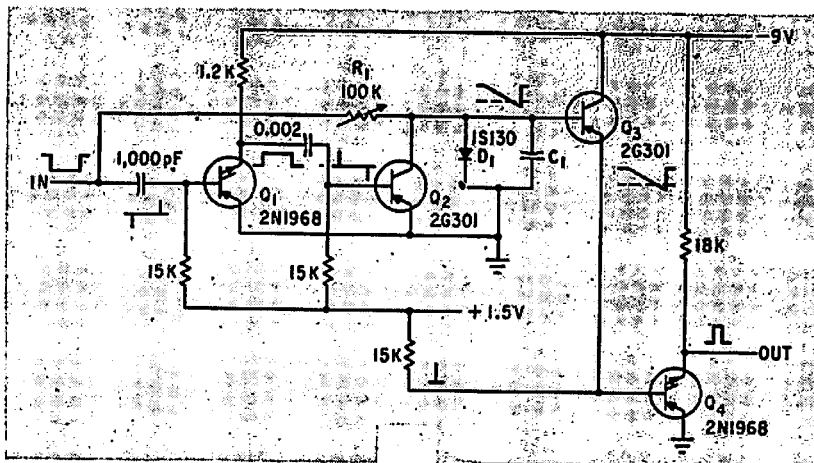 -9V
1.2K
R1
100K
0.002
1S130
D1
C1
Q3
2G301
1,000pF
IN
Q1
2N1968
Q2
2G301
18K
15K
15K
+1.5V
15K
OUT
Q4
2N1968